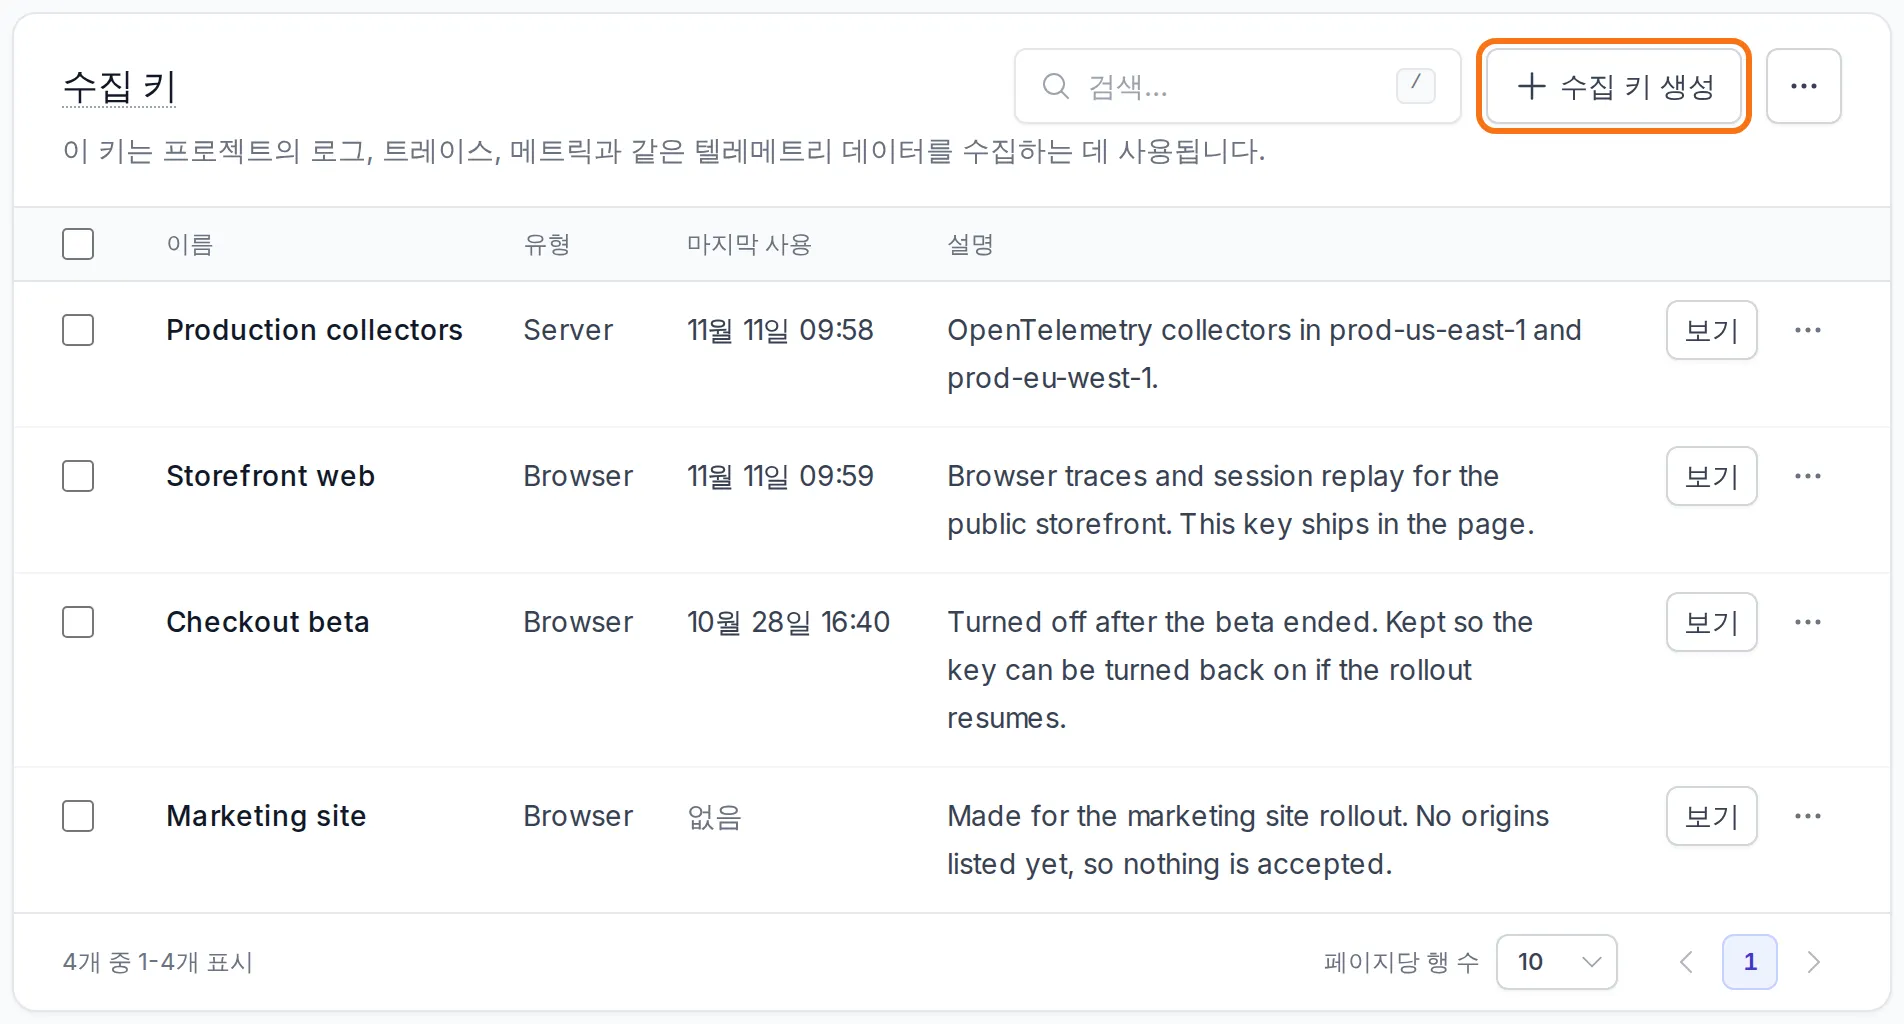 수집 키
검색...
/
수집 키 생성
이 키는 프로젝트의 로그, 트레이스, 메트릭과 같은 텔레메트리 데이터를 수집하는 데 사용됩니다.
이름 유형 마지막 사용 설명
Production collectors Server 11월 11일 09:58 OpenTelemetry collectors in prod-us-east-1 and
prod-eu-west-1.
보기
Storefront web Browser 11월 11일 09:59 Browser traces and session replay for the
public storefront. This key ships in the page.
보기
Checkout beta Browser 10월 28일 16:40 Turned off after the beta ended. Kept so the
key can be turned back on if the rollout
resumes.
보기
Marketing site Browser 없음 Made for the marketing site rollout. No origins
listed yet, so nothing is accepted.
보기
4개 중 1-4개 표시
페이지당 행 수 10
1